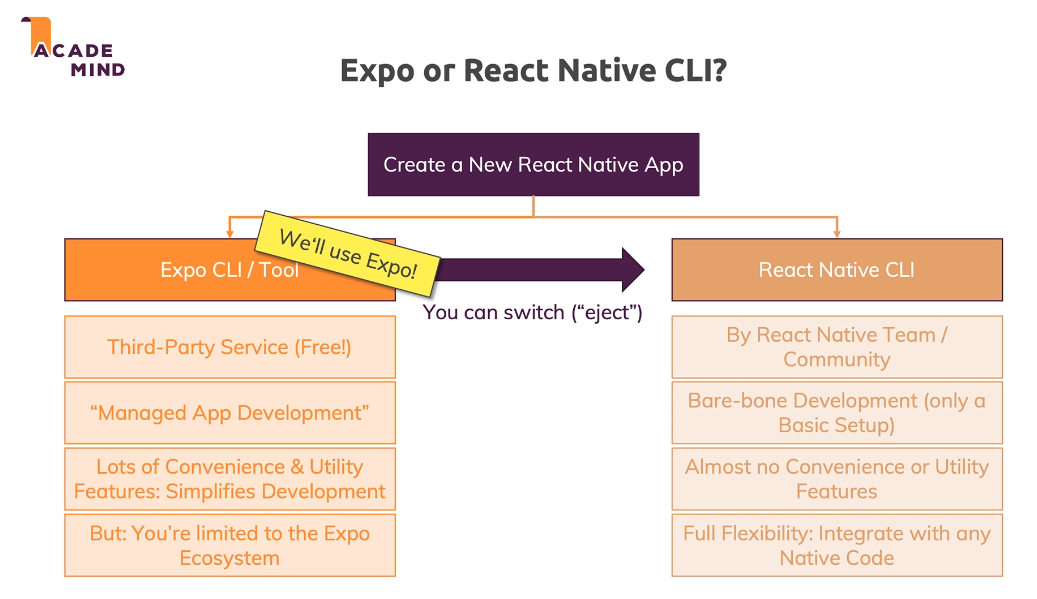 ACADE
MIND
Expo or React Native CLI?
Create a New React Native App
We'll use Expo!
Expo CLI / Tool
You can switch (“eject”)
React Native CLI
Third-Party Service (Free!)
“Managed App Development”
Lots of Convenience & Utility
Features: Simplifies Development
But: You’re limited to the Expo
Ecosystem
By React Native Team /
Community
Bare-bone Development (only a
Basic Setup)
Almost no Convenience or Utility
Features
Full Flexibility: Integrate with any
Native Code